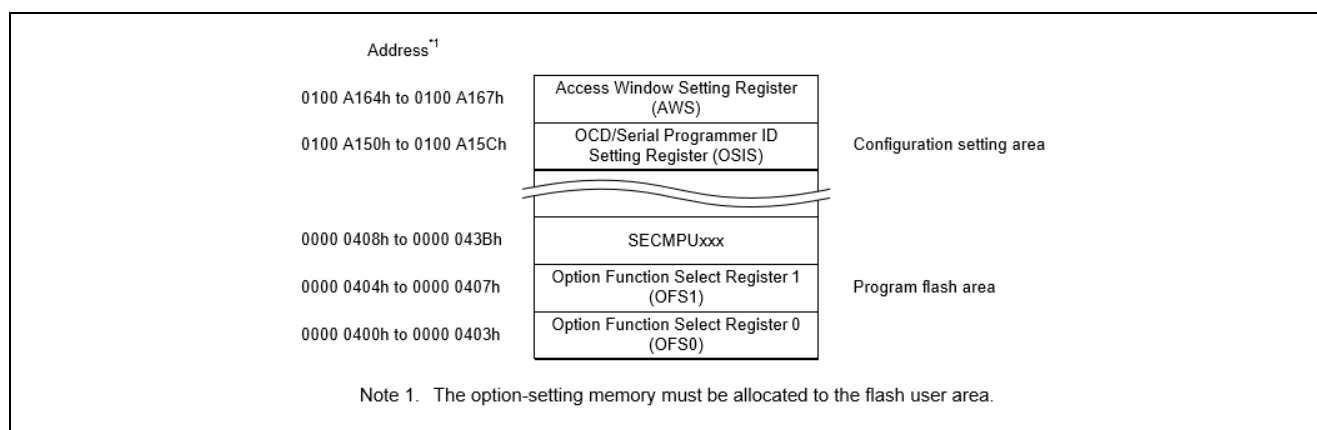 Address*1
0100 A164h to 0100 A167h
Access Window Setting Register
(AWS)
0100 A150h to 0100 A15Ch
OCD/Serial Programmer ID
Setting Register (OSIS)
Configuration setting area
0000 0408h to 0000 043Bh
SECMPUxxx
0000 0404h to 0000 0407h
Option Function Select Register 1
(OFS1)
Program flash area
0000 0400h to 0000 0403h
Option Function Select Register 0
(OFS0)
Note 1. The option-setting memory must be allocated to the flash user area.